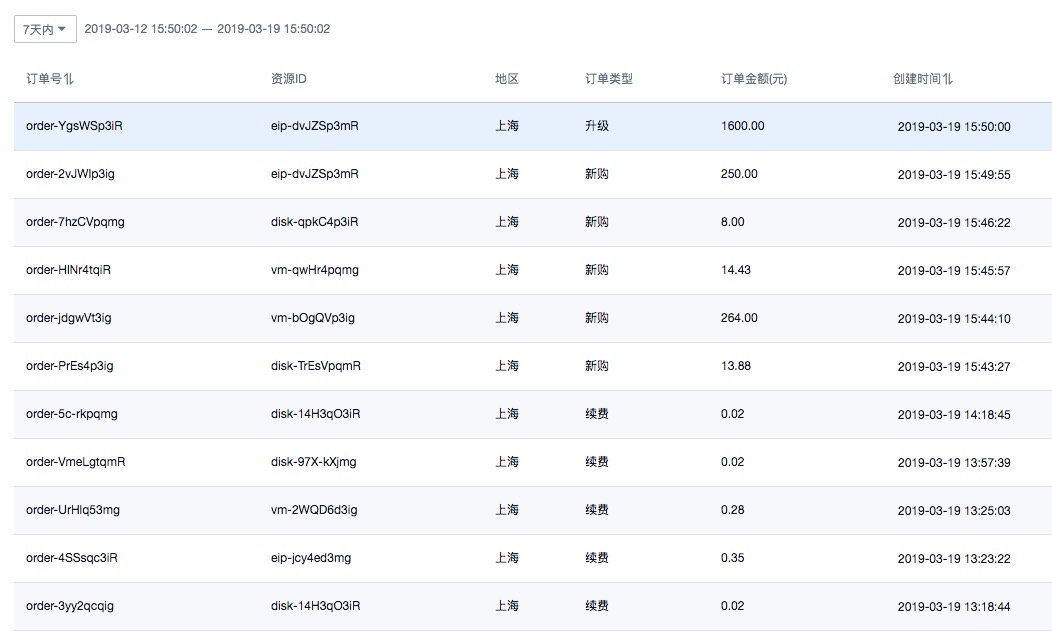 7天内 2019-03-12 15:50:02 — 2019-03-19 15:50:02
订单号 资源ID 地区 订单类型 订单金额(元) 创建时间
order-YgsWSp3iR eip-dvJZSp3mR 上海 升级 1600.00 2019-03-19 15:50:00
order-2vJWlp3ig eip-dvJZSp3mR 上海 新购 250.00 2019-03-19 15:49:55
order-7hzCVpqmg disk-qpkC4p3iR 上海 新购 8.00 2019-03-19 15:46:22
order-HlNr4tqiR vm-qwHr4pqmg 上海 新购 14.43 2019-03-19 15:45:57
order-jdgwVt3ig vm-bOgQVp3ig 上海 新购 264.00 2019-03-19 15:44:10
order-PrEs4p3ig disk-TrEsVpqmR 上海 新购 13.88 2019-03-19 15:43:27
order-5c-rkpqmg disk-14H3qO3iR 上海 续费 0.02 2019-03-19 14:18:45
order-VmeLgtqmR disk-97X-kXjmg 上海 续费 0.02 2019-03-19 13:57:39
order-UrHlq53mg vm-2WQD6d3ig 上海 续费 0.28 2019-03-19 13:25:03
order-4SSsqc3iR eip-jcy4ed3mg 上海 续费 0.35 2019-03-19 13:23:22
order-3yy2qcqig disk-14H3qO3iR 上海 续费 0.02 2019-03-19 13:18:44